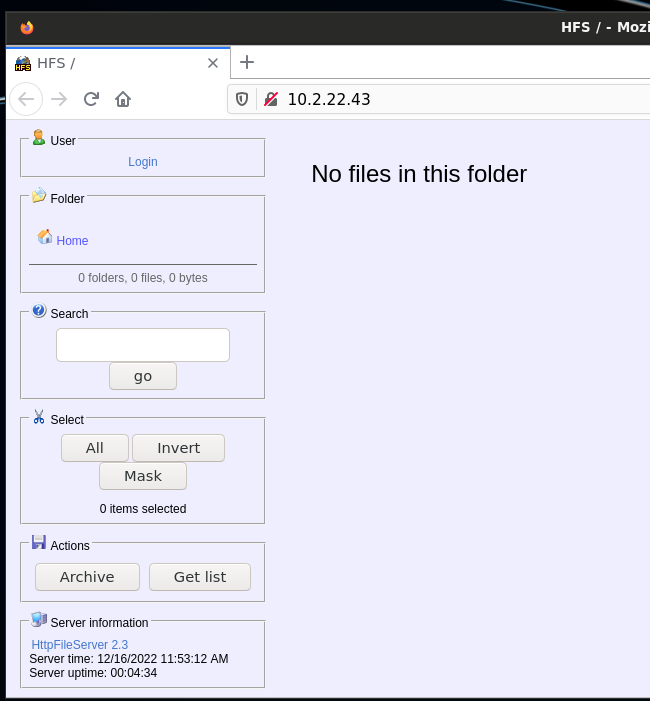 HFS / - Mozi
HFS /
10.2.22.43
User
Login
No files in this folder
Folder
Home
0 folders, 0 files, 0 bytes
Search
go
Select
All Invert
Mask
0 items selected
Actions
Archive Get list
Server information
HttpFileServer 2.3
Server time: 12/16/2022 11:53:12 AM
Server uptime: 00:04:34